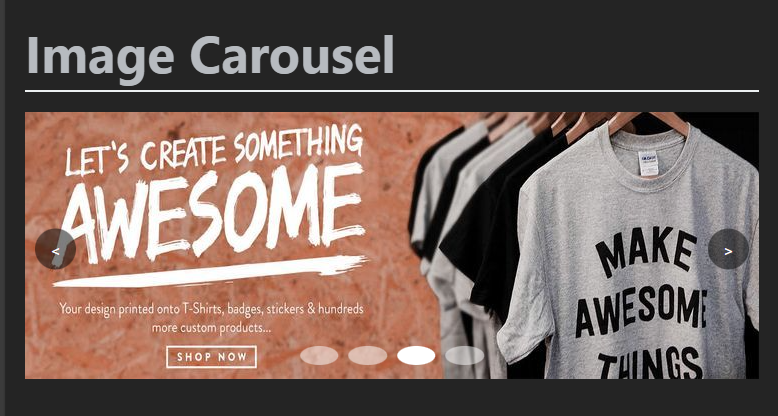 Image Carousel
LET'S CREATE SOMETHING
AWESOME
<
>
MAKE
AWESOME
THINGS
Your design printed onto T-Shirts, badges, stickers & hundreds
more custom products...
SHOP NOW